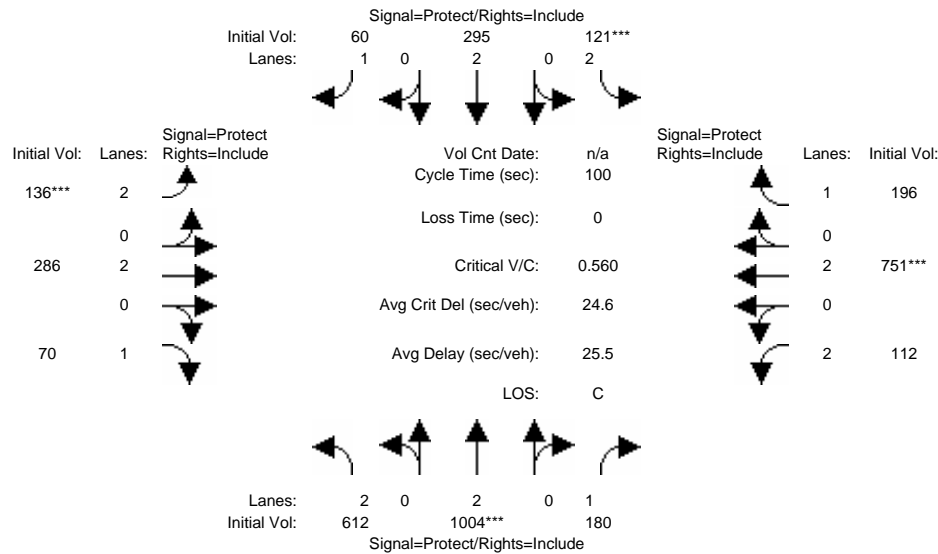 Signal=Protect/Rights=Include
Initial Vol: 60 295 121***
Lanes: 1 0 2 0 2
Signal=Protect
Initial Vol: Lanes: Rights=Include
Vol Cnt Date: n/a
Signal=Protect
Rights=Include Lanes: Initial Vol:
Cycle Time (sec): 100
136*** 2
1 196
Loss Time (sec): 0
0
0
286 2
Critical V/C: 0.560
2 751***
0
Avg Crit Del (sec/veh): 24.6
0
70 1
Avg Delay (sec/veh): 25.5
2 112
LOS: C
Lanes: 2 0 2 0 1
Initial Vol: 612 1004*** 180
Signal=Protect/Rights=Include